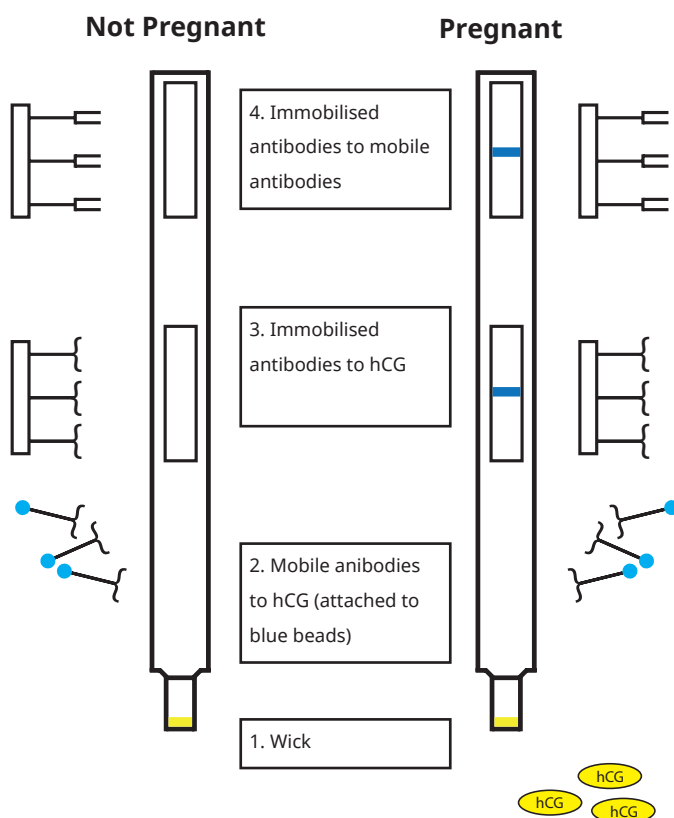 Not Pregnant
Pregnant
4. Immobilised
antibodies to mobile
antibodies
3. Immobilised
antibodies to hCG
2. Mobile anibodies
to hCG (attached to
blue beads)
1. Wick
hCG
hCG
hCG